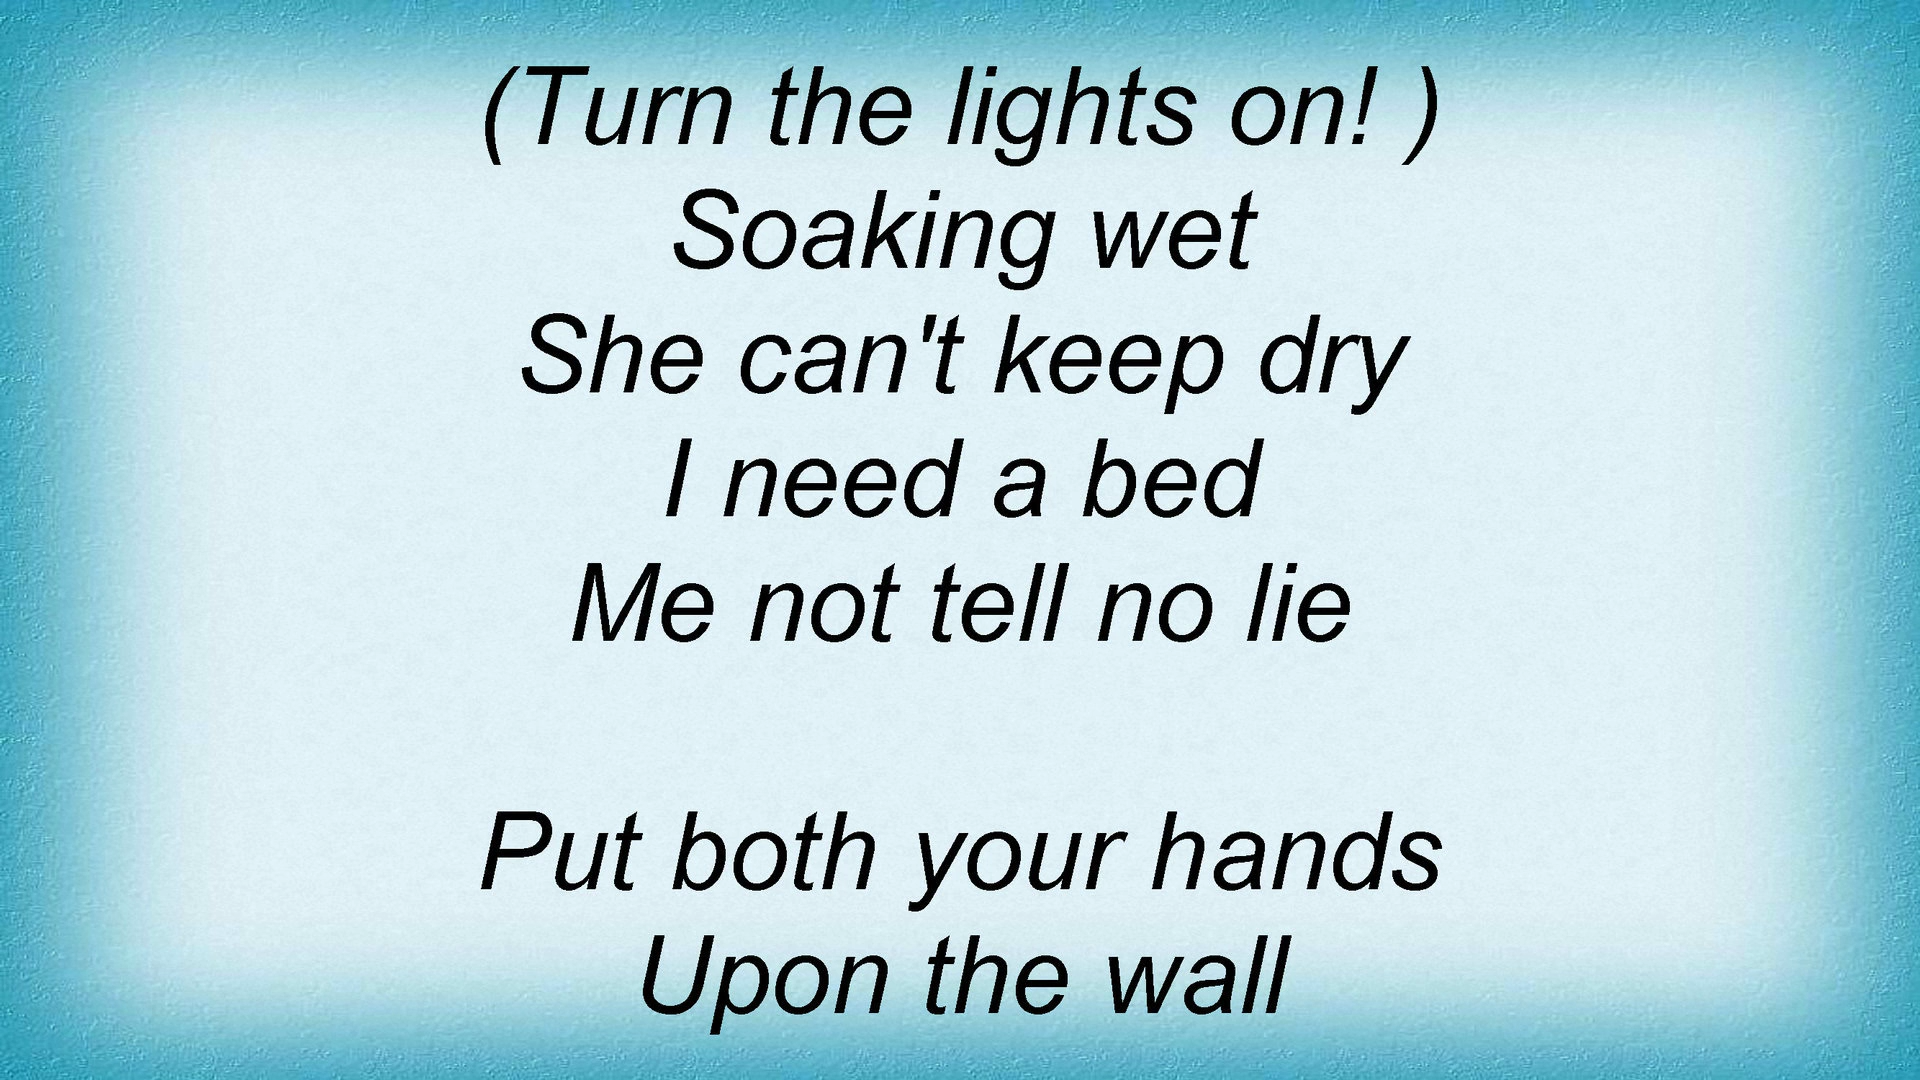 (Turn the lights on! )
Soaking wet
She can't keep dry
I need a bed
Me not tell no lie
Put both your hands
Upon the wall